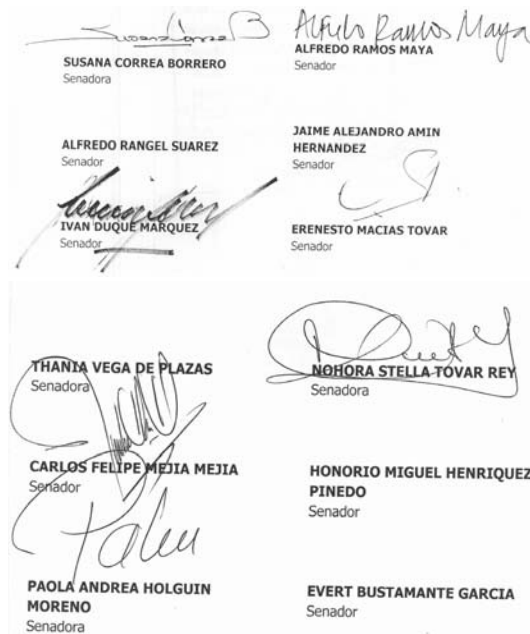 Susana Correa B Alfredo Ramos Maya
SUSANA CORREA BORRERO
Senadora
ALFREDO RAMOS MAYA
Senador
ALFREDO RANGEL SUAREZ
Senador
JAIME ALEJANDRO AMIN
HERNANDEZ
Senador
IVAN DUQUE MARQUEZ
Senador
ERENESTO MACIAS TOVAR
Senador
THANIA VEGA DE PLAZAS
Senadora
NOHORA STELLA TOVAR REY
Senadora
CARLOS FELIPE MEJIA MEJIA
Senador
HONORIO MIGUEL HENRIQUEZ
PINEDO
Senador
PAOLA ANDREA HOLGUIN
MORENO
Senadora
EVERT BUSTAMANTE GARCIA
Senador